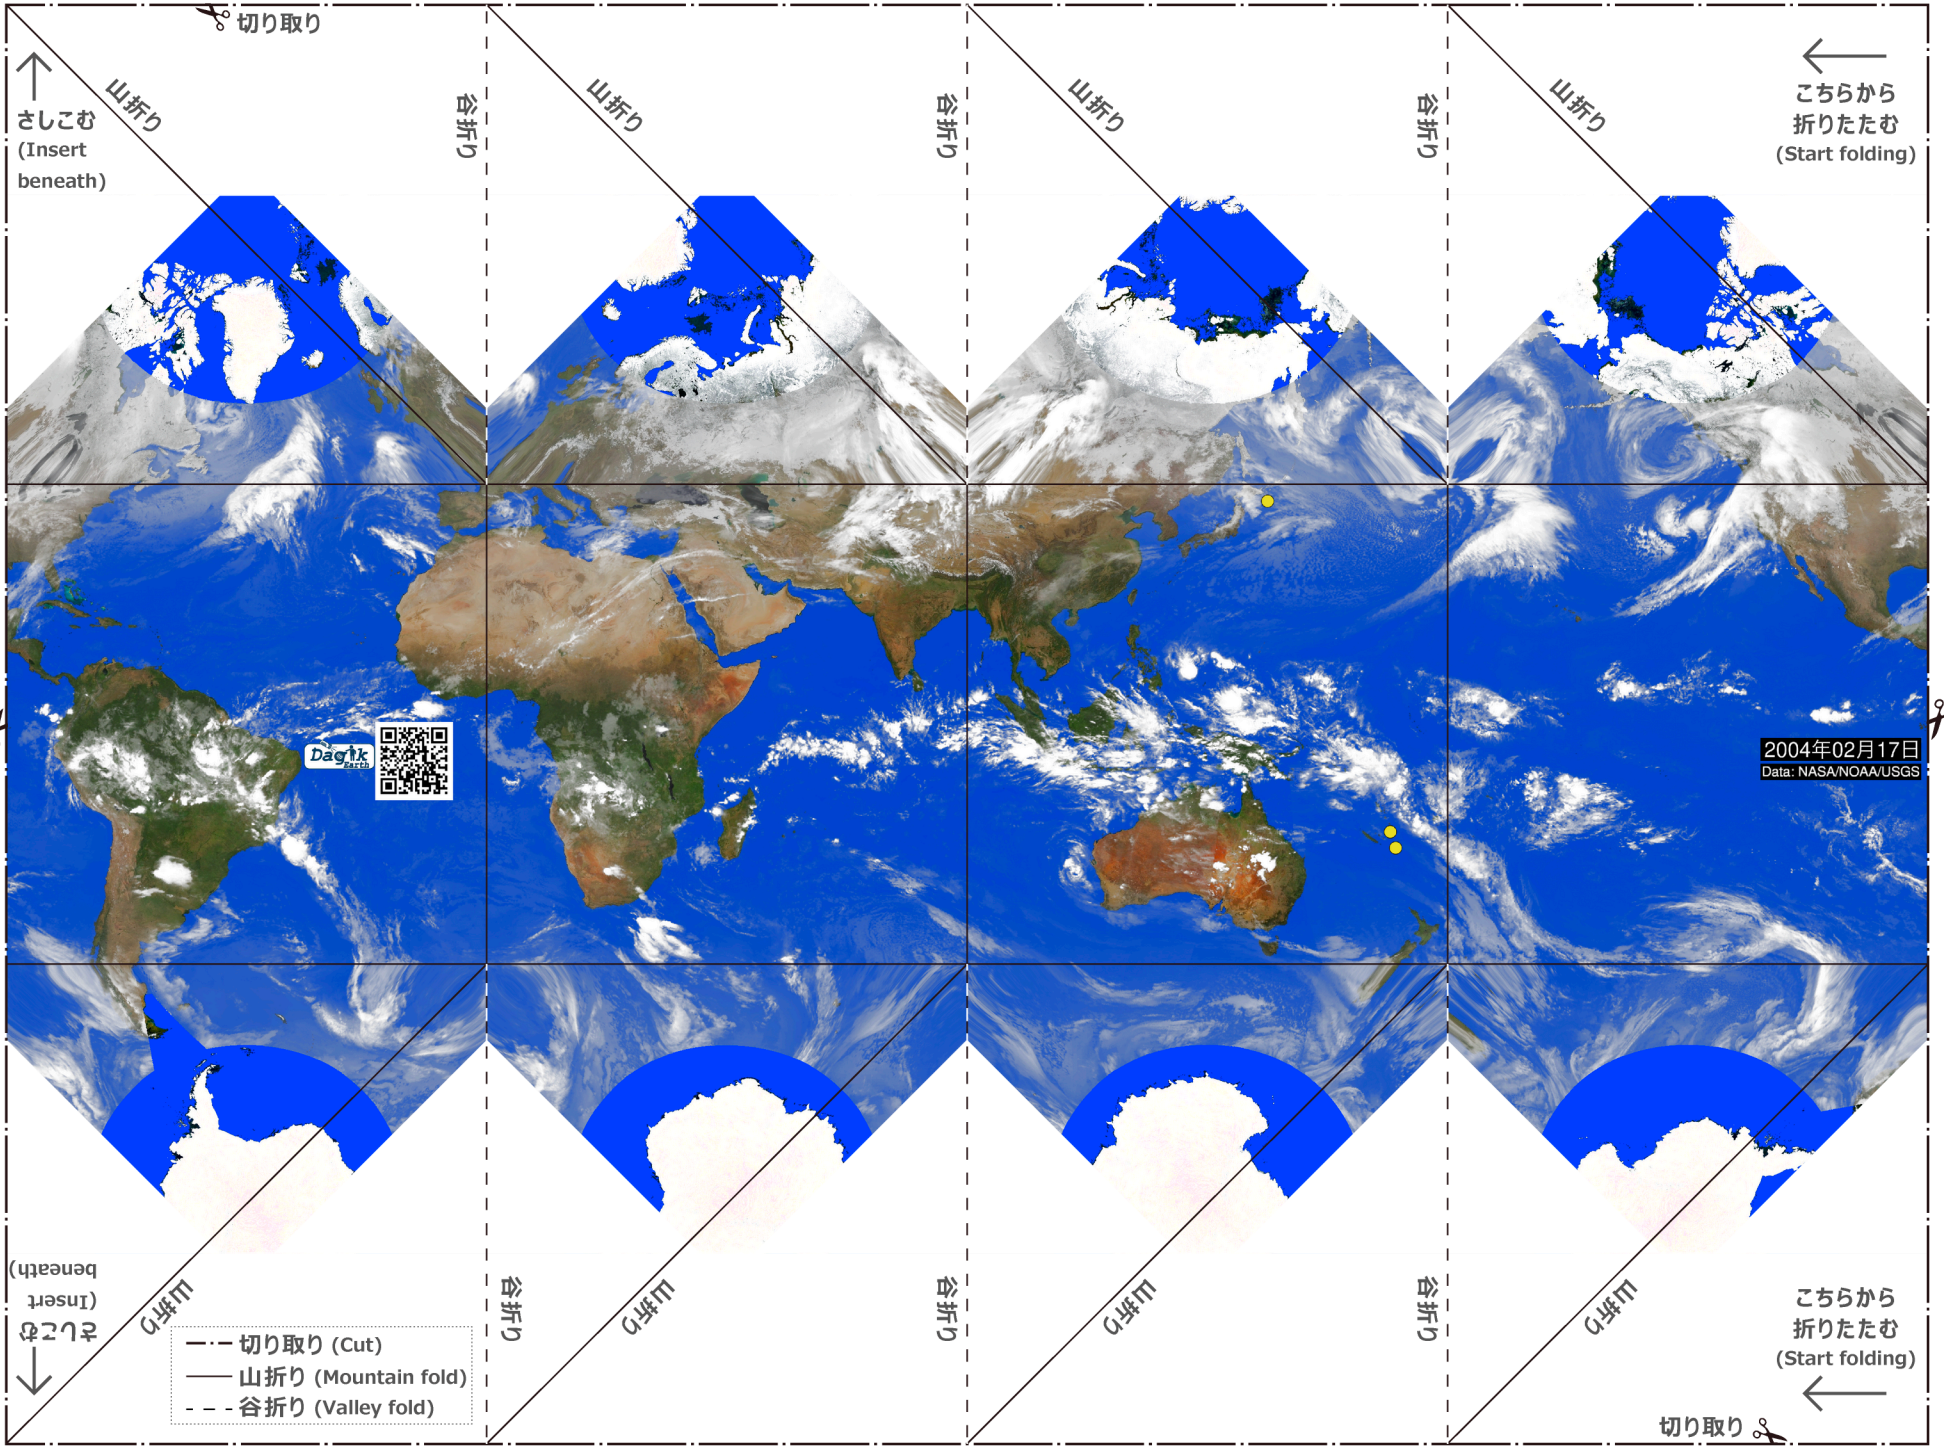 切り取り
さしこむ
(Insert
beneath)
山折り
谷折り
山折り
谷折り
山折り
谷折り
山折り
こちらから
折りたたむ
(Start folding)
Dagik
Earth
2004年02月17日
Data: NASA/NOAA/USGS
さしこむ
(Insert
beneath)
山折り
谷折り
山折り
谷折り
山折り
谷折り
山折り
こちらから
折りたたむ
(Start folding)
切り取り (Cut)
山折り (Mountain fold)
谷折り (Valley fold)
切り取り